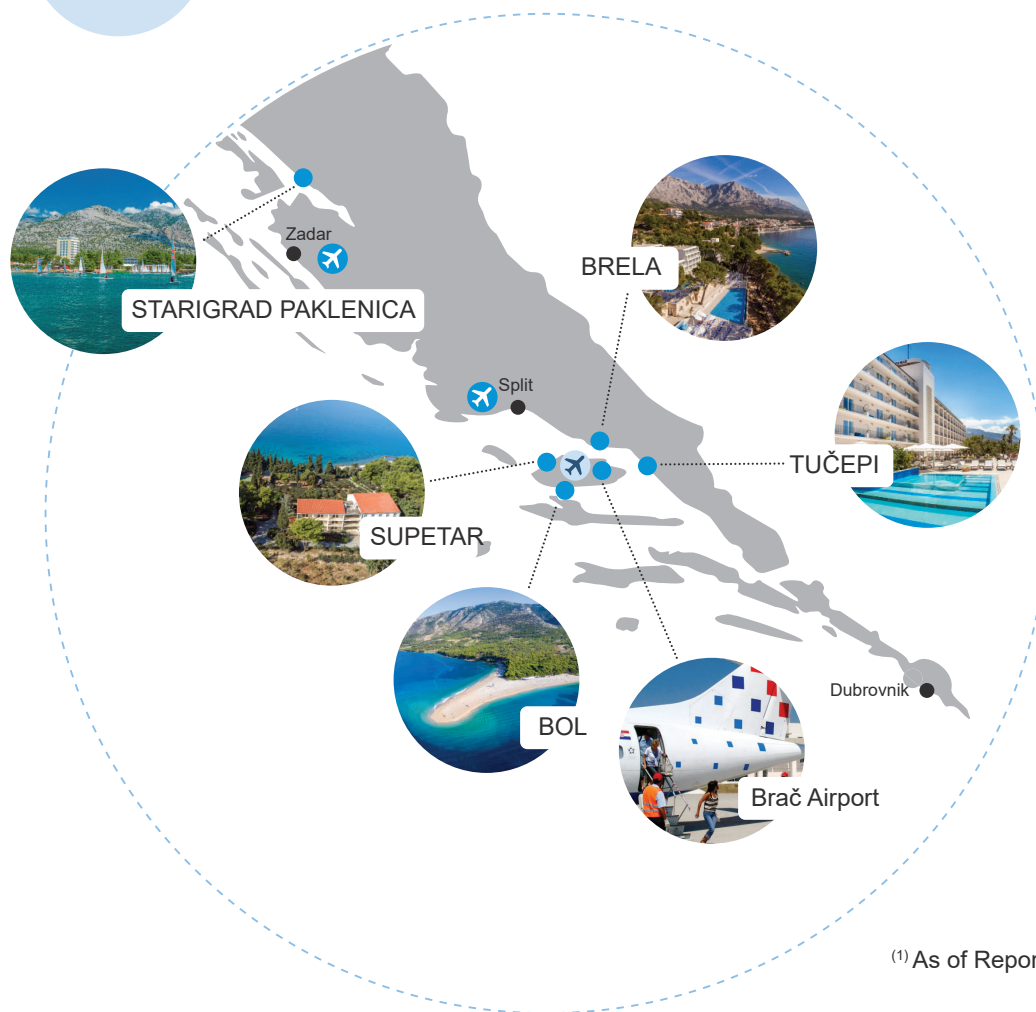 Zadar
BRELA
STARIGRAD PAKLENICA
Split
TUČEPI
SUPETAR
Dubrovnik
BOL
Brač Airport
(1) As of Repor